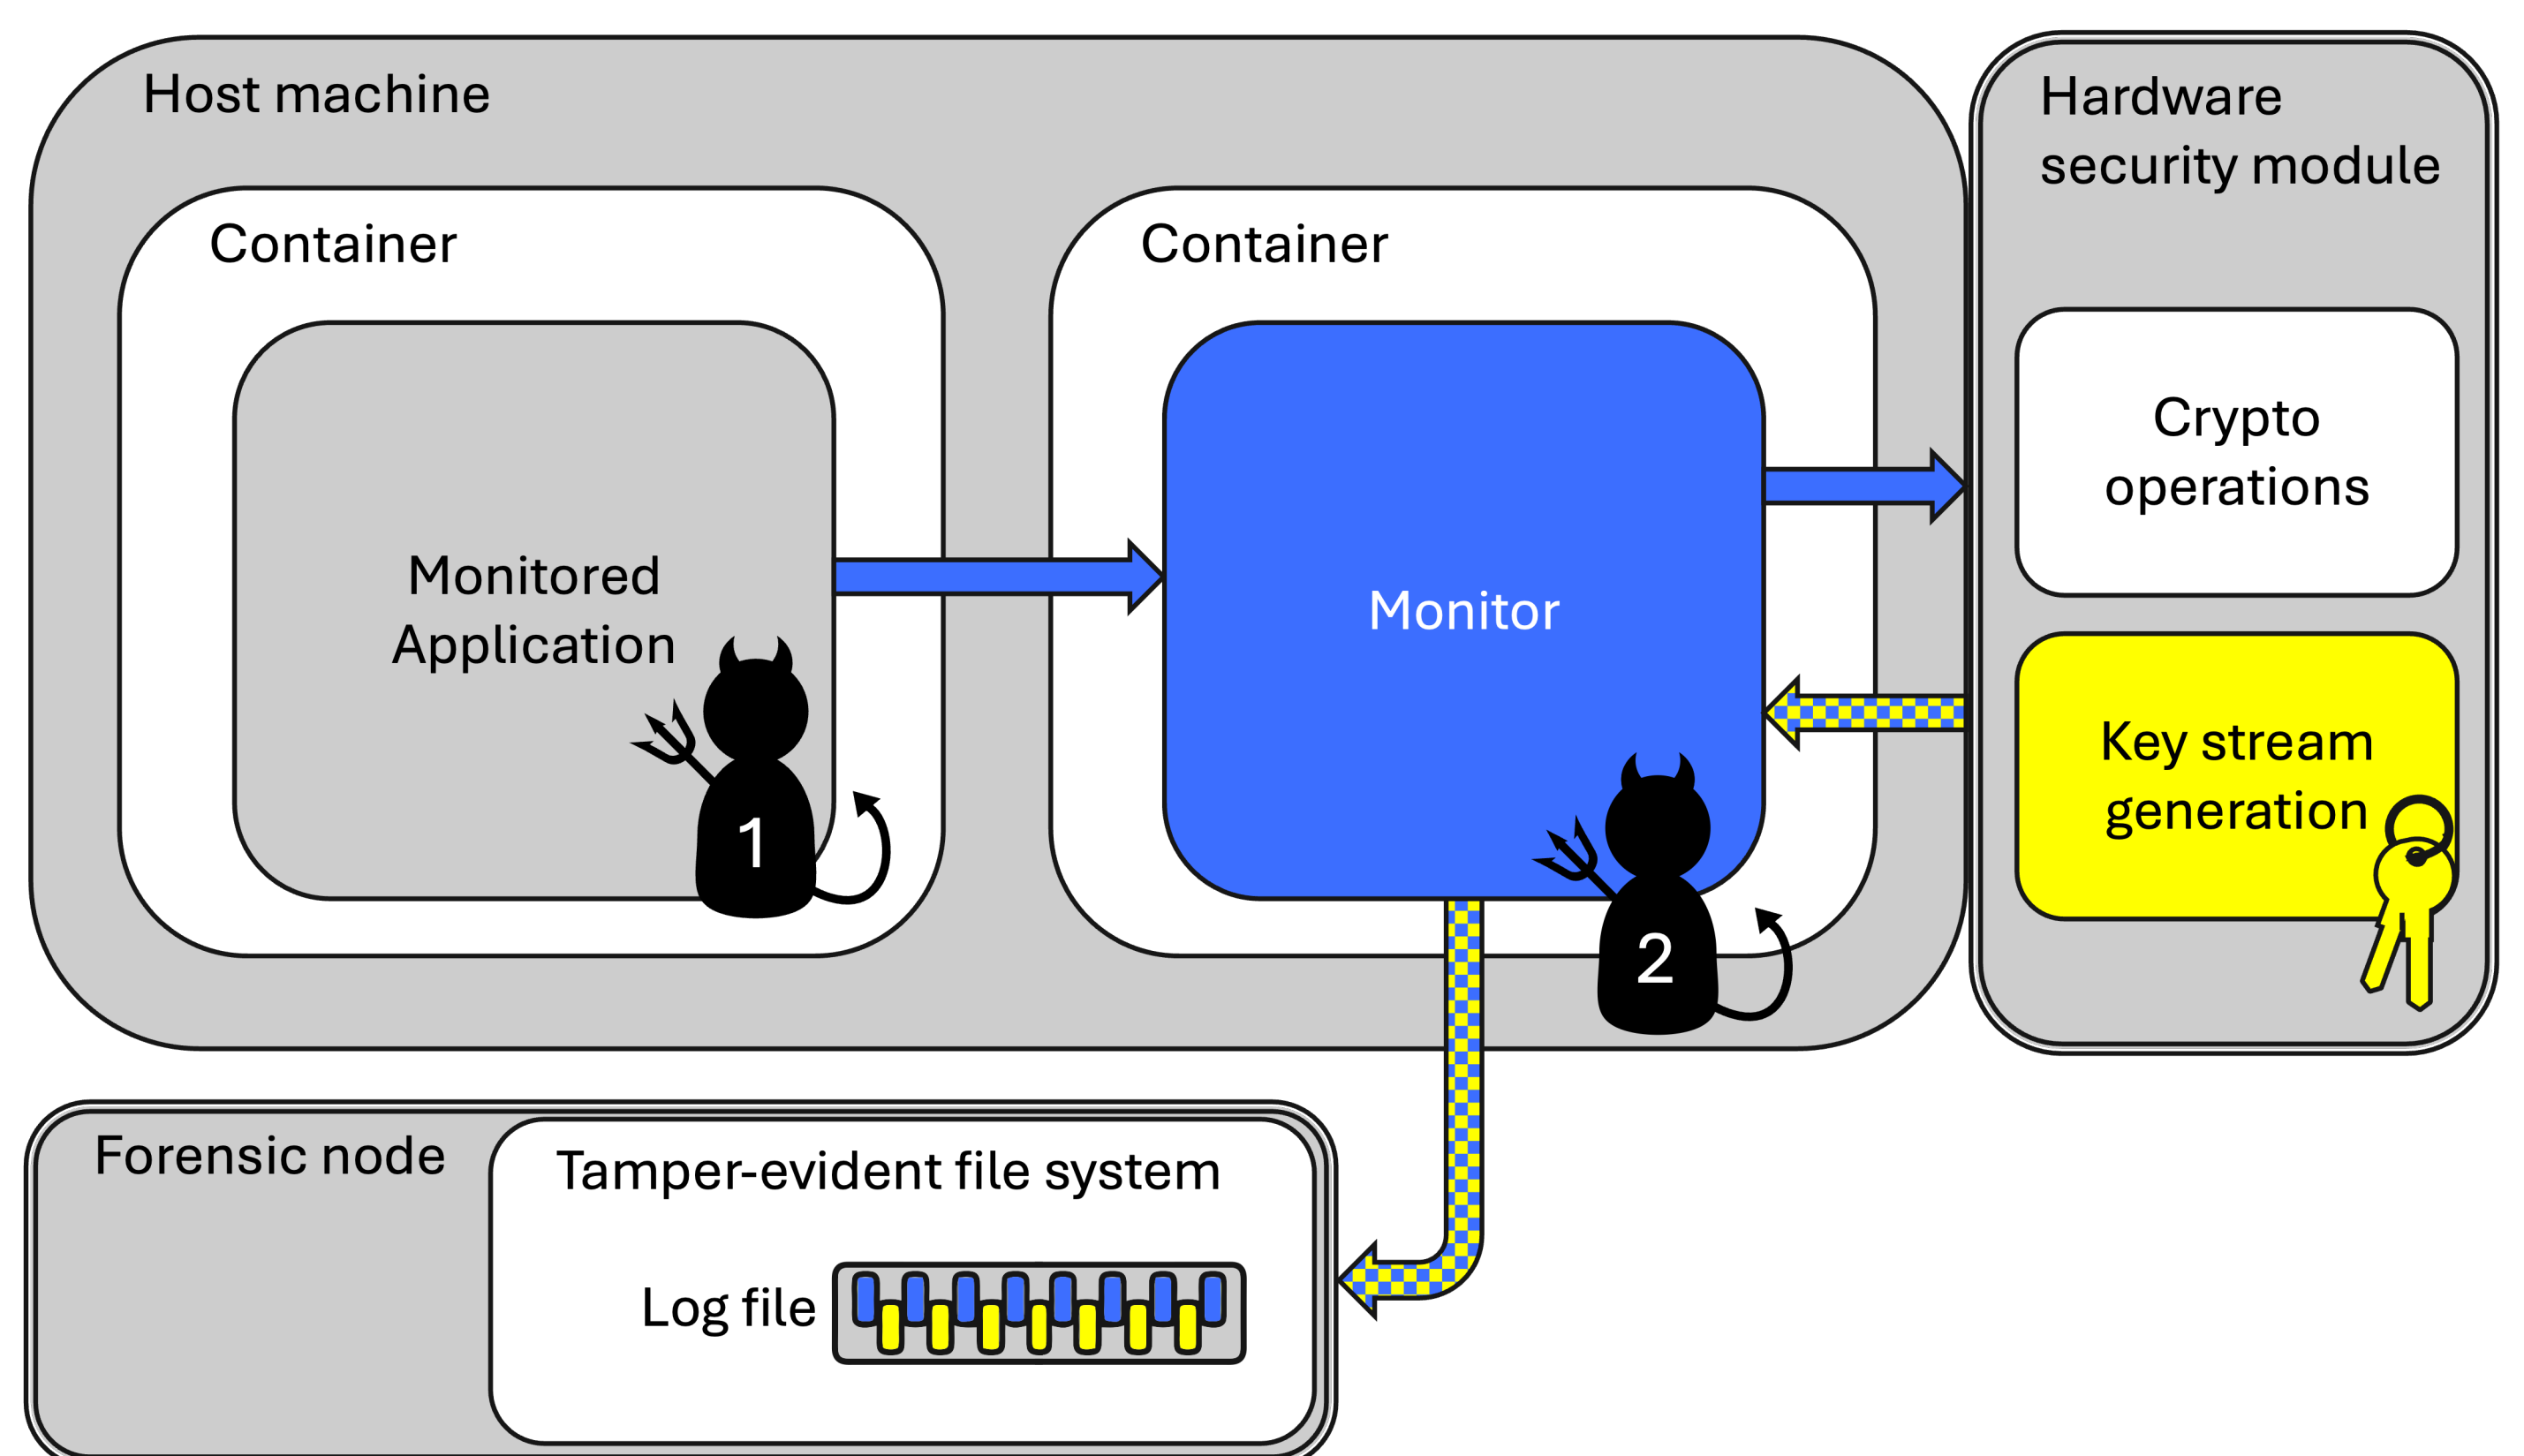 Host machine
Container
Monitored
Application
1
Container
Monitor
2
Hardware
security module
Crypto
operations
Key stream
generation
Forensic node
Tamper-evident file system
Log file